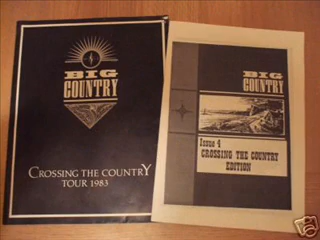 BIG
COUNTRY
CROSSING THE COUNTRY
TOUR 1983
BIG
COUNTRY
Issue 4
CROSSING THE COUNTRY
EDITION